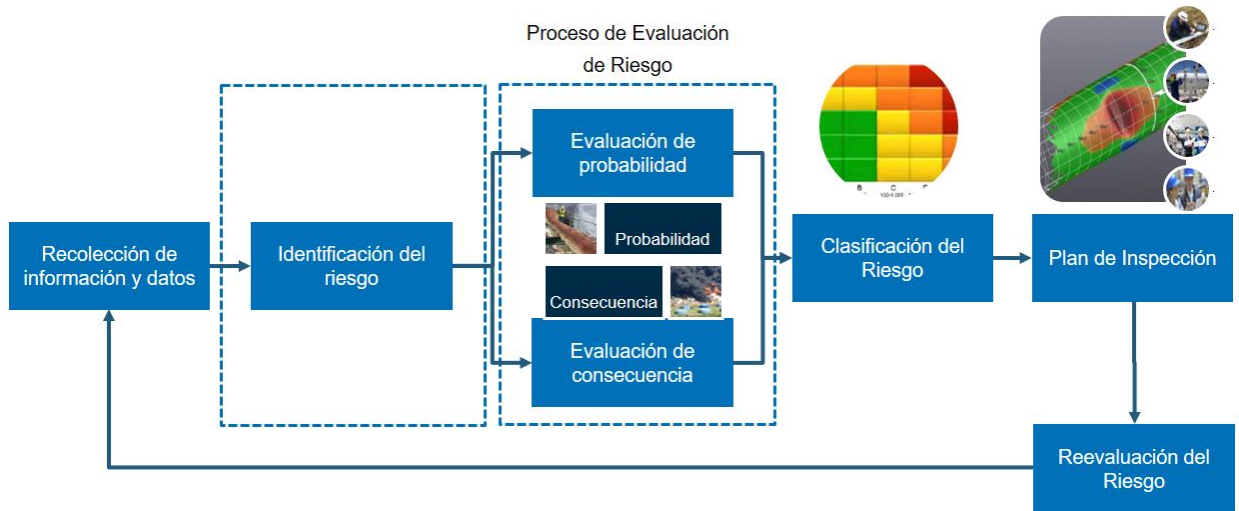 Proceso de Evaluación
de Riesgo
Evaluación de
probabilidad
Probabilidad
Consecuencia
Evaluación de
consecuencia
Recolección de
información y datos
Identificación del
riesgo
Clasificación del
Riesgo
B C
Plan de Inspección
Reevaluación del
Riesgo